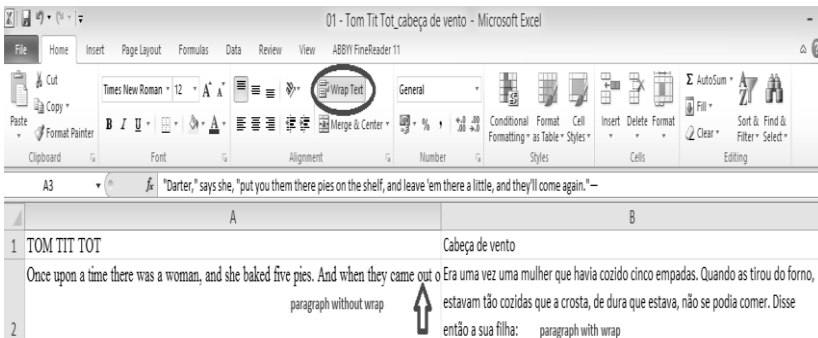 01 - Tom Tit Tot_cabeça de vento - Microsoft Excel
File Home Insert Page Layout Formulas Data Review View ABBYY FineReader 11
Cut
Copy
Format Painter
Paste
Times New Roman 12 A A
B I U A
Wrap Text
Merge & Center
General
% , .0 .00 .00 .0
Conditional Formatting
Format as Table
Cell Styles
Insert Delete Format
Σ AutoSum
Fill
Clear
Sort & Filter
Find & Select
Clipboard Font Alignment Number Styles Cells Editing
A3 fx "Darter," says she, "put you them there pies on the shelf, and leave 'em there a little, and they'll come again."—
A B
1 TOM TIT TOT Cabeça de vento
Once upon a time there was a woman, and she baked five pies. And when they came out o
paragraph without wrap
Era uma vez uma mulher que havia cozido cinco empadas. Quando as tirou do forno,
estavam tão cozidas que a crosta, de dura que estava, não se podia comer. Disse
2 então a sua filha: paragraph with wrap